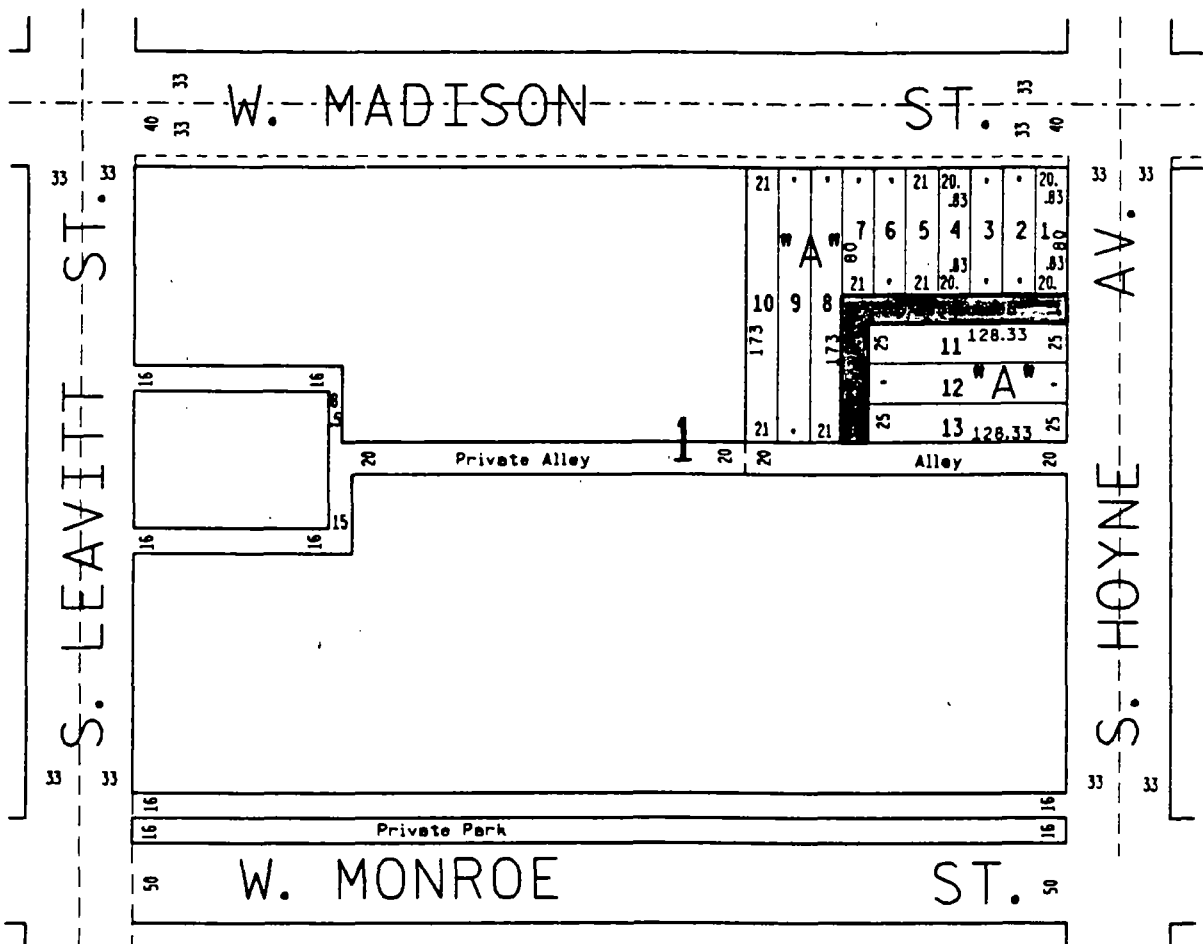 33 33
W. MADISON ST.
40 33 33 40
33 33 33 33
21 " " " " 21 20.83 " " 20.83
"A" 7 6 5 4 3 2 1
80 80
.83 .83
21 " 21 20. " " 20.
10 9 8
173 173
25 11 128.33 25
" 12 "A" "
25 13 128.33 25
21 " 21
16 16
8
1
20 Private Alley 20 20 Alley 20
15
16 16
S. LEAVITT ST.
S. HOYNE AV.
33 33 33 33
16 16
16 Private Park 16
50 W. MONROE ST. 50